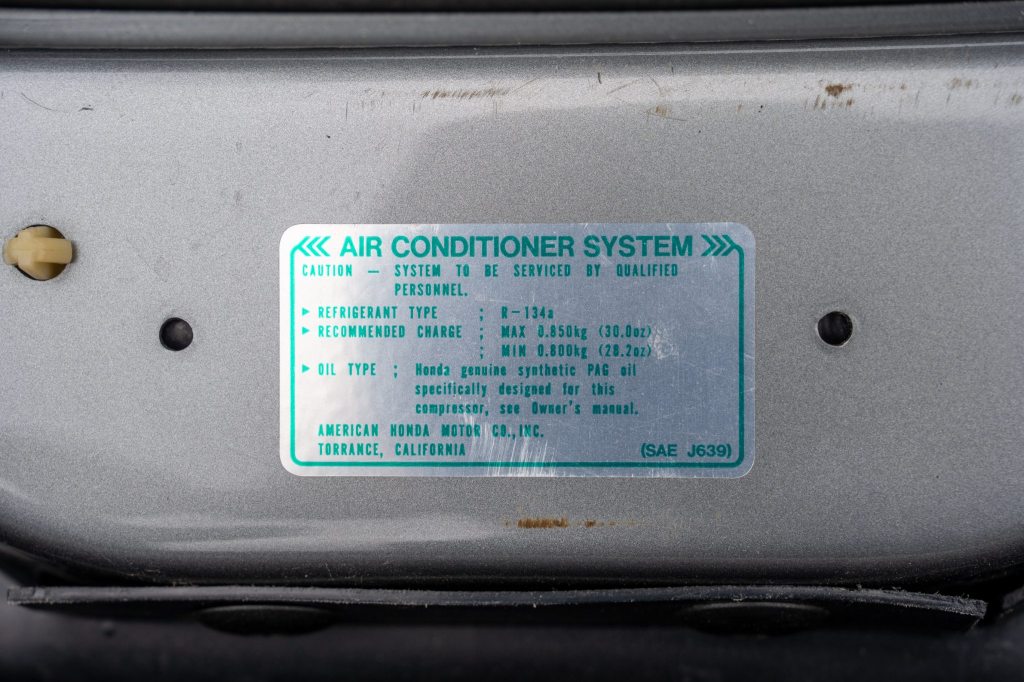 AIR CONDITIONER SYSTEM
CAUTION — SYSTEM TO BE SERVICED BY QUALIFIED
PERSONNEL.
▶ REFRIGERANT TYPE ; R-134a
▶ RECOMMENDED CHARGE ; MAX 0.850kg (30.0oz)
; MIN 0.800kg (28.2oz)
▶ OIL TYPE ; Honda genuine synthetic PAG oil
specifically designed for this
compressor, see Owner's manual.
AMERICAN HONDA MOTOR CO.,INC.
TORRANCE, CALIFORNIA (SAE J639)